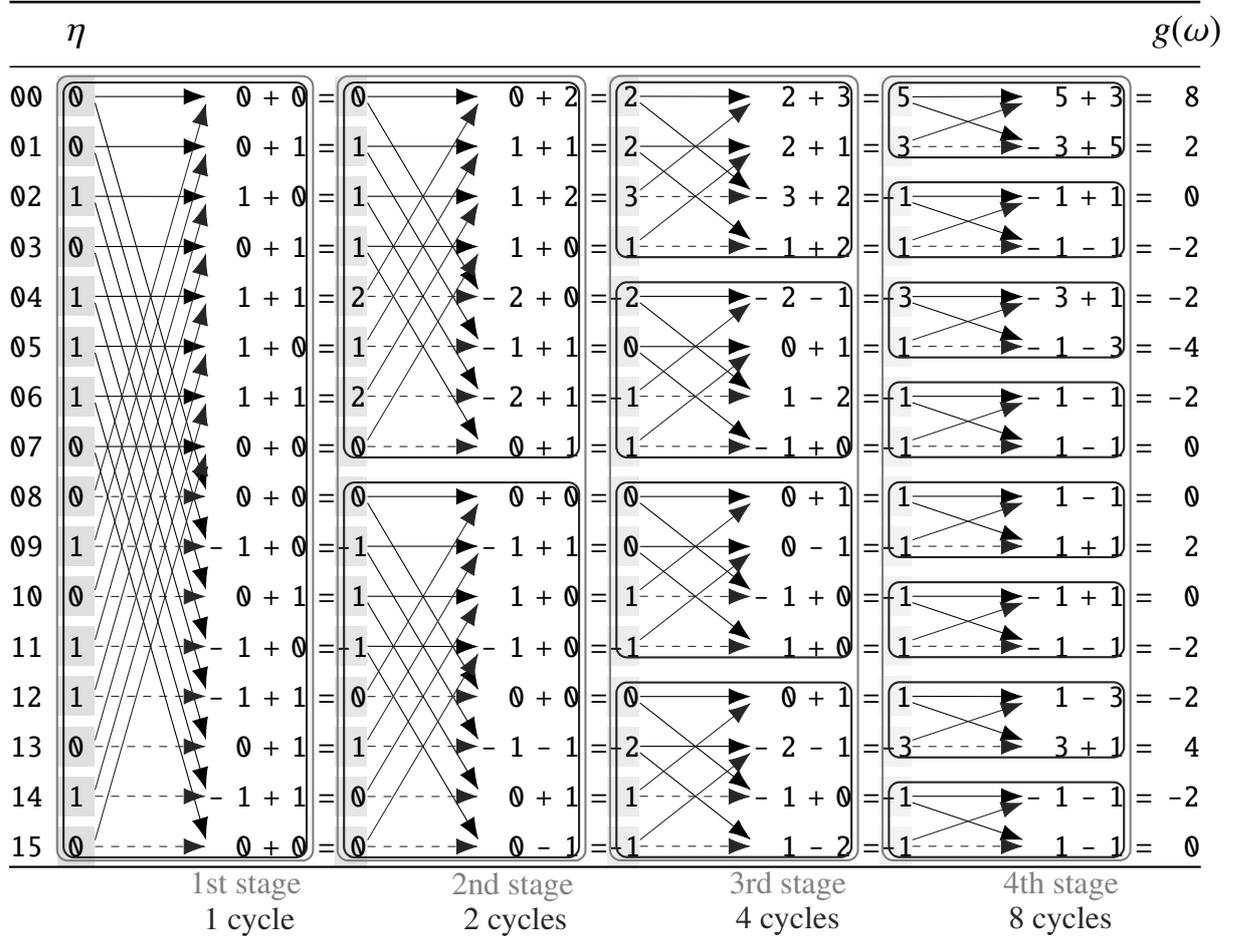 η g(ω)
00 0 0 + 0 = 0 0 + 2 = 2 2 + 3 = 5 5 + 3 = 8
01 0 0 + 1 = 1 1 + 1 = 2 2 + 1 = 3 - 3 + 5 = 2
02 1 1 + 0 = 1 1 + 2 = 3 - 3 + 2 = -1 - 1 + 1 = 0
03 0 0 + 1 = 1 1 + 0 = 1 - 1 + 2 = 1 - 1 - 1 = -2
04 1 1 + 1 = 2 - 2 + 0 = -2 - 2 - 1 = -3 - 3 + 1 = -2
05 1 1 + 0 = 1 - 1 + 1 = 0 0 + 1 = 1 - 1 - 3 = -4
06 1 1 + 1 = 2 - 2 + 1 = -1 1 - 2 = -1 - 1 - 1 = -2
07 0 0 + 0 = 0 0 + 1 = 1 - 1 + 0 = -1 1 - 1 = 0
08 0 0 + 0 = 0 0 + 0 = 0 0 + 1 = 1 1 - 1 = 0
09 1 - 1 + 0 = -1 - 1 + 1 = 0 0 - 1 = -1 1 + 1 = 2
10 0 0 + 1 = 1 1 + 0 = 1 - 1 + 0 = -1 - 1 + 1 = 0
11 1 - 1 + 0 = -1 - 1 + 0 = -1 1 + 0 = 1 - 1 - 1 = -2
12 1 - 1 + 1 = 0 0 + 0 = 0 0 + 1 = 1 1 - 3 = -2
13 0 0 + 1 = 1 - 1 - 1 = -2 - 2 - 1 = -3 3 + 1 = 4
14 1 - 1 + 1 = 0 0 + 1 = 1 - 1 + 0 = -1 - 1 - 1 = -2
15 0 0 + 0 = 0 0 - 1 = -1 1 - 2 = -1 1 - 1 = 0
1st stage 2nd stage 3rd stage 4th stage
1 cycle 2 cycles 4 cycles 8 cycles